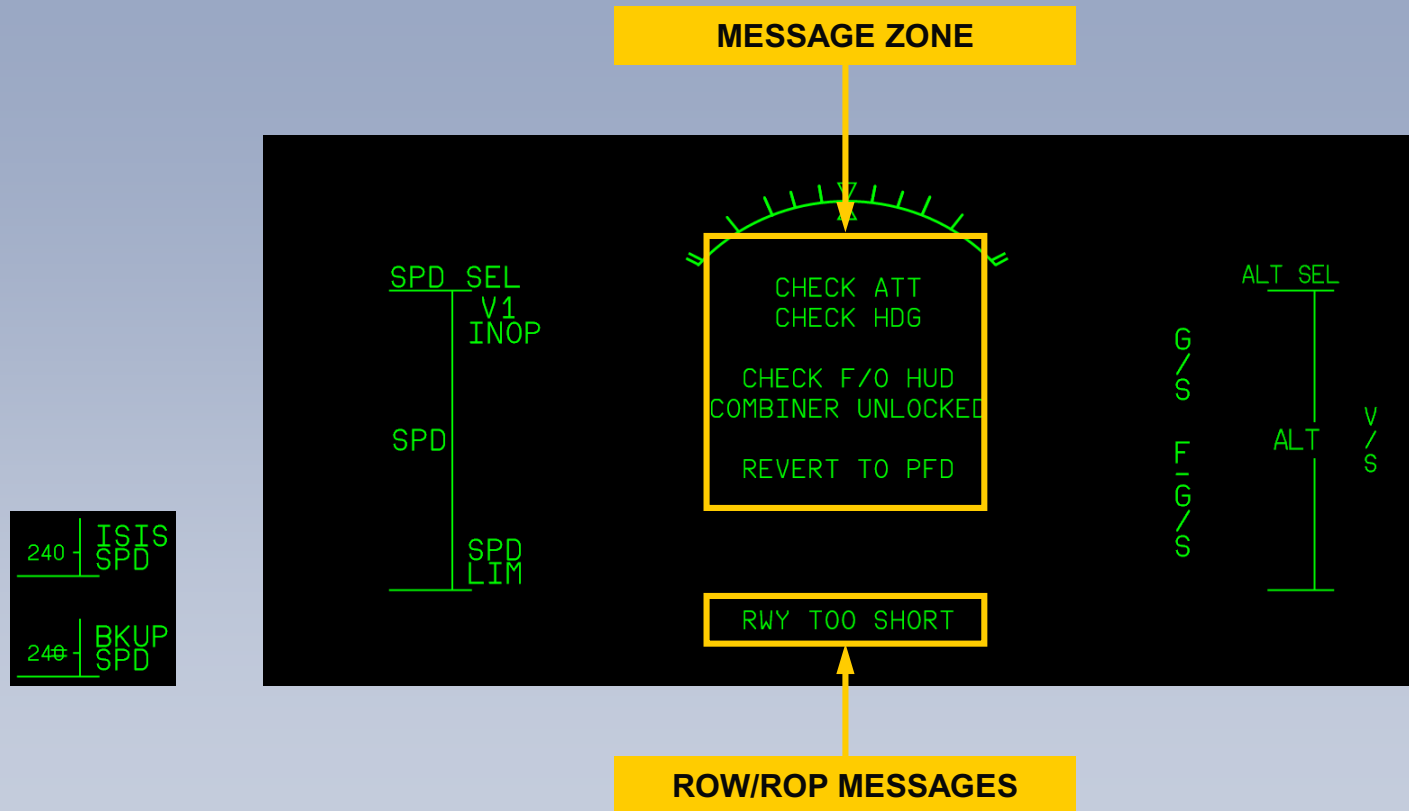 MESSAGE ZONE
SPD SEL
V1
INOP
SPD
SPD
LIM
CHECK ATT
CHECK HDG
CHECK F/O HUD
COMBINER UNLOCKED
REVERT TO PFD
RWY TOO SHORT
G/S
F-G/S
ALT SEL
ALT
V/S
240
ISIS
SPD
240
BKUP
SPD
ROW/ROP MESSAGES